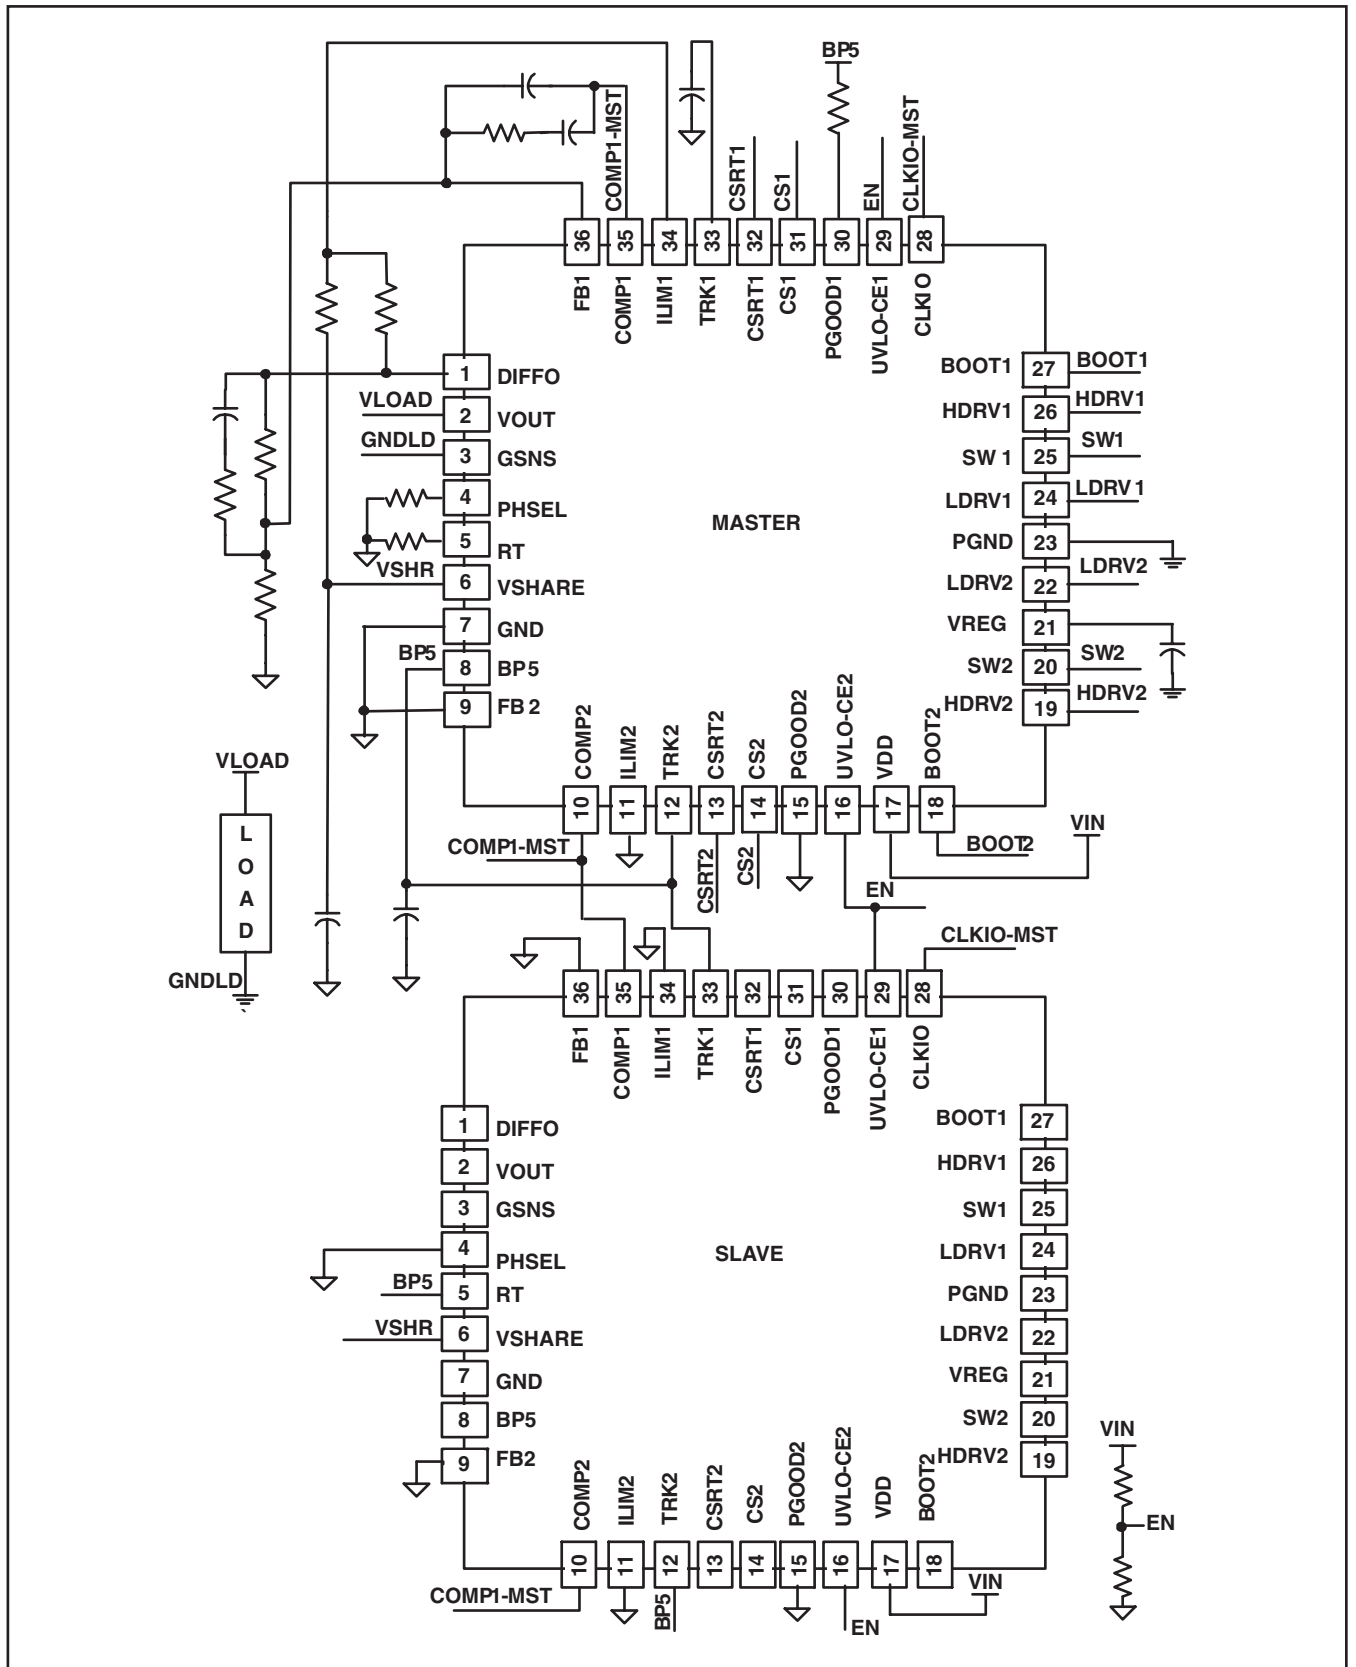 BP5
COMP1-MST
CSRT1
CS1
EN
CLKIO-MST
36
35
34
33
32
31
30
29
28
FB1
COMP1
ILIM1
TRK1
CSRT1
CS1
PGOOD1
UVLO-CE1
CLKIO
1 DIFFO
VLOAD 2 VOUT
GNDLD 3 GSNS
4 PHSEL
5 RT
VSHR 6 VSHARE
7 GND
BP5 8 BP5
9 FB2
MASTER
BOOT1 27 BOOT1
HDRV1 26 HDRV1
SW1 25 SW1
LDRV1 24 LDRV1
PGND 23
LDRV2 22 LDRV2
VREG 21
SW2 20 SW2
HDRV2 19 HDRV2
COMP2
ILIM2
TRK2
CSRT2
CS2
PGOOD2
UVLO-CE2
VDD
BOOT2
10
11
12
13
14
15
16
17
18
COMP1-MST
CSRT2
CS2
EN
BOOT2
VIN
VLOAD
L
O
A
D
GNDLD
CLKIO-MST
36
35
34
33
32
31
30
29
28
FB1
COMP1
ILIM1
TRK1
CSRT1
CS1
PGOOD1
UVLO-CE1
CLKIO
1 DIFFO
2 VOUT
3 GSNS
4 PHSEL
BP5 5 RT
VSHR 6 VSHARE
7 GND
8 BP5
9 FB2
SLAVE
BOOT1 27
HDRV1 26
SW1 25
LDRV1 24
PGND 23
LDRV2 22
VREG 21
SW2 20
HDRV2 19
COMP2
ILIM2
TRK2
CSRT2
CS2
PGOOD2
UVLO-CE2
VDD
BOOT2
10
11
12
13
14
15
16
17
18
COMP1-MST
BP5
EN
VIN
VIN
EN